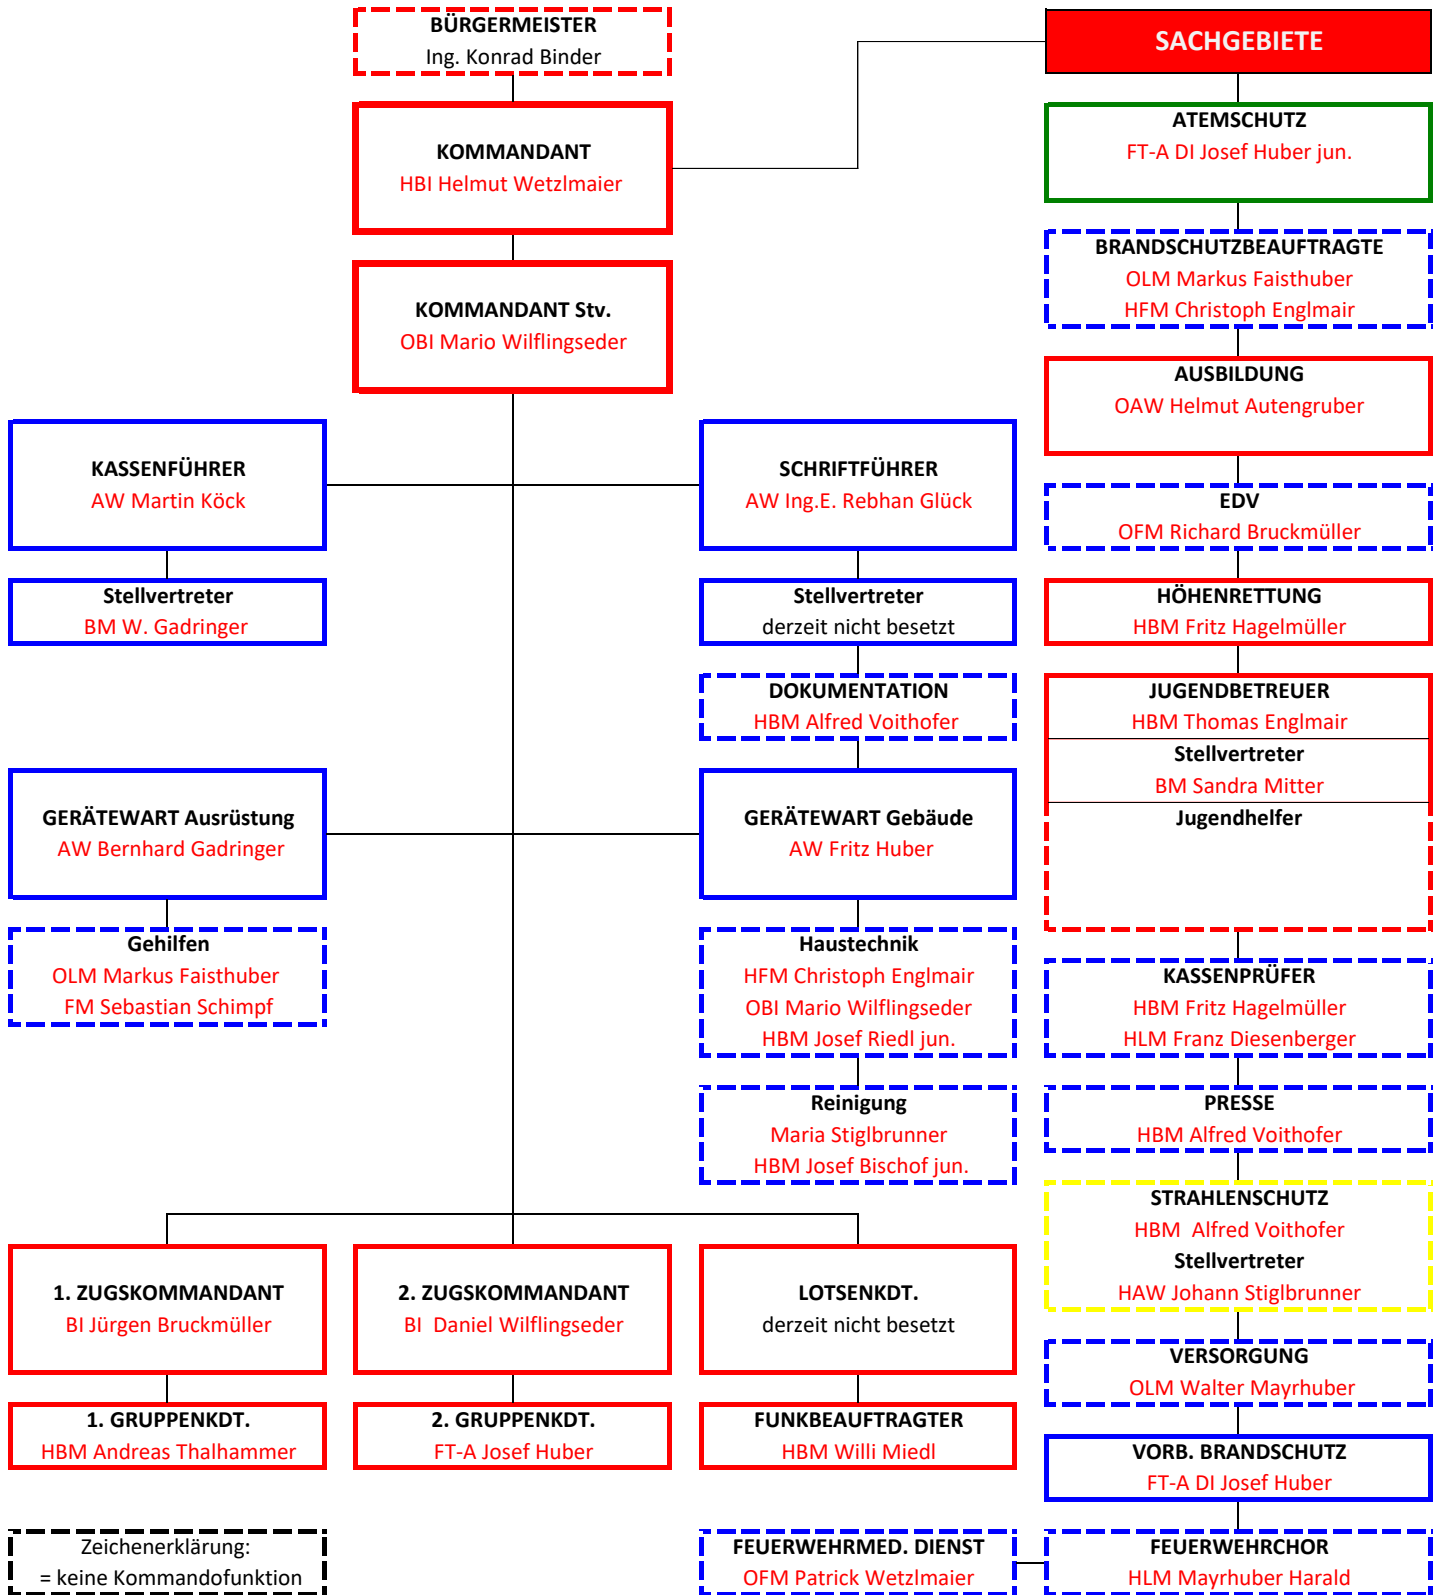 BÜRGERMEISTER
Ing. Konrad Binder
KOMMANDANT
HBI Helmut Wetzlmaier
KOMMANDANT Stv.
OBI Mario Wilflingseder
KASSENFÜHRER
AW Martin Köck
Stellvertreter
BM W. Gadringer
SCHRIFTFÜHRER
AW Ing.E. Rebhan Glück
Stellvertreter
derzeit nicht besetzt
DOKUMENTATION
HBM Alfred Voithofer
GERÄTEWART Ausrüstung
AW Bernhard Gadringer
Gehilfen
OLM Markus Faisthuber
FM Sebastian Schimpf
GERÄTEWART Gebäude
AW Fritz Huber
Haustechnik
HFM Christoph Englmair
OBI Mario Wilflingseder
HBM Josef Riedl jun.
Reinigung
Maria Stiglbrunner
HBM Josef Bischof jun.
1. ZUGSKOMMANDANT
BI Jürgen Bruckmüller
1. GRUPPENKDT.
HBM Andreas Thalhammer
2. ZUGSKOMMANDANT
BI  Daniel Wilflingseder
2. GRUPPENKDT.
FT-A Josef Huber
LOTSENKDT.
derzeit nicht besetzt
FUNKBEAUFTRAGTER
HBM Willi Miedl
SACHGEBIETE
ATEMSCHUTZ
FT-A DI Josef Huber jun.
BRANDSCHUTZBEAUFTRAGTE
OLM Markus Faisthuber
HFM Christoph Englmair
AUSBILDUNG
OAW Helmut Autengruber
EDV
OFM Richard Bruckmüller
HÖHENRETTUNG
HBM Fritz Hagelmüller
JUGENDBETREUER
HBM Thomas Englmair
Stellvertreter
BM Sandra Mitter
Jugendhelfer
KASSENPRÜFER
HBM Fritz Hagelmüller
HLM Franz Diesenberger
PRESSE
HBM Alfred Voithofer
STRAHLENSCHUTZ
HBM  Alfred Voithofer
Stellvertreter
HAW Johann Stiglbrunner
VERSORGUNG
OLM Walter Mayrhuber
VORB. BRANDSCHUTZ
FT-A DI Josef Huber
FEUERWEHRCHOR
HLM Mayrhuber Harald
FEUERWEHRMED. DIENST
OFM Patrick Wetzlmaier
Zeichenerklärung:
= keine Kommandofunktion